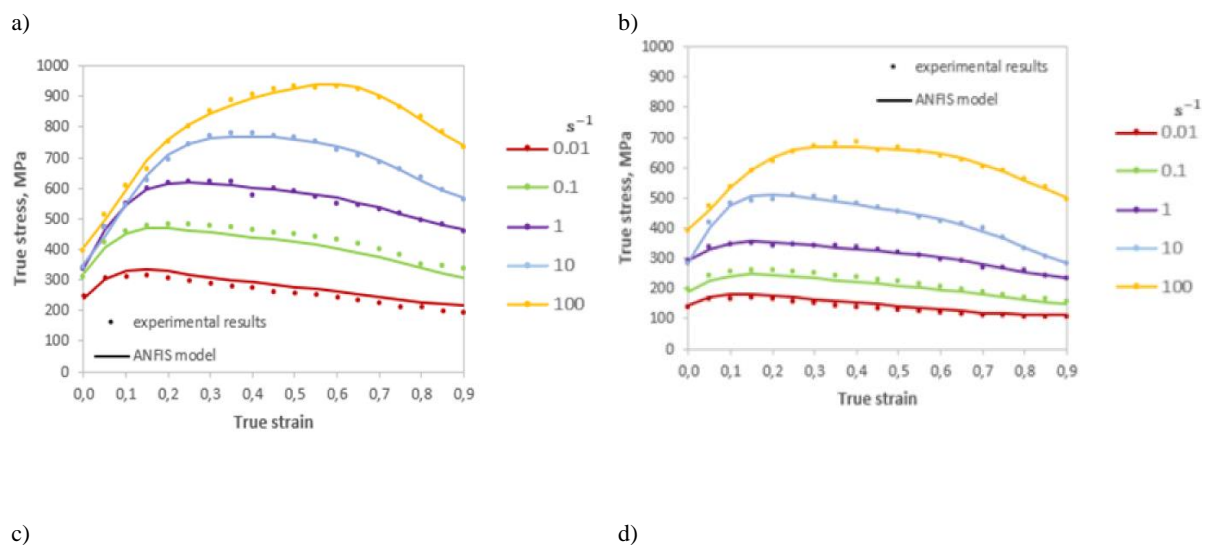 a)
1000
900
800
700
600
500
400
300
200
100
0
True stress, MPa
0,0 0,1 0,2 0,3 0,4 0,5 0,6 0,7 0,8 0,9
True strain
experimental results
ANFIS model
s⁻¹
0.01
0.1
1
10
100
b)
1000
900
800
700
600
500
400
300
200
100
0
True stress, MPa
0,0 0,1 0,2 0,3 0,4 0,5 0,6 0,7 0,8 0,9
True strain
experimental results
ANFIS model
s⁻¹
0.01
0.1
1
10
100
c)
d)